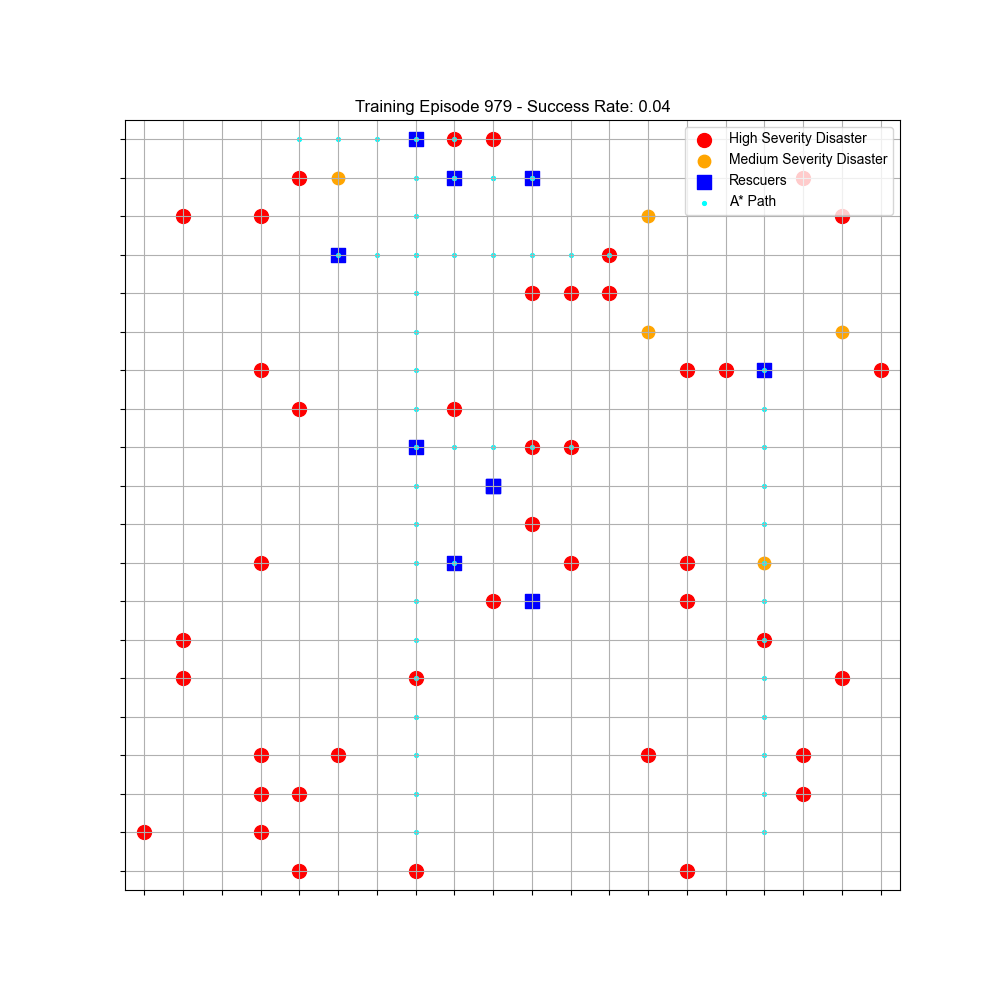 Training Episode 979 - Success Rate: 0.04
High Severity Disaster
Medium Severity Disaster
Rescuers
A* Path